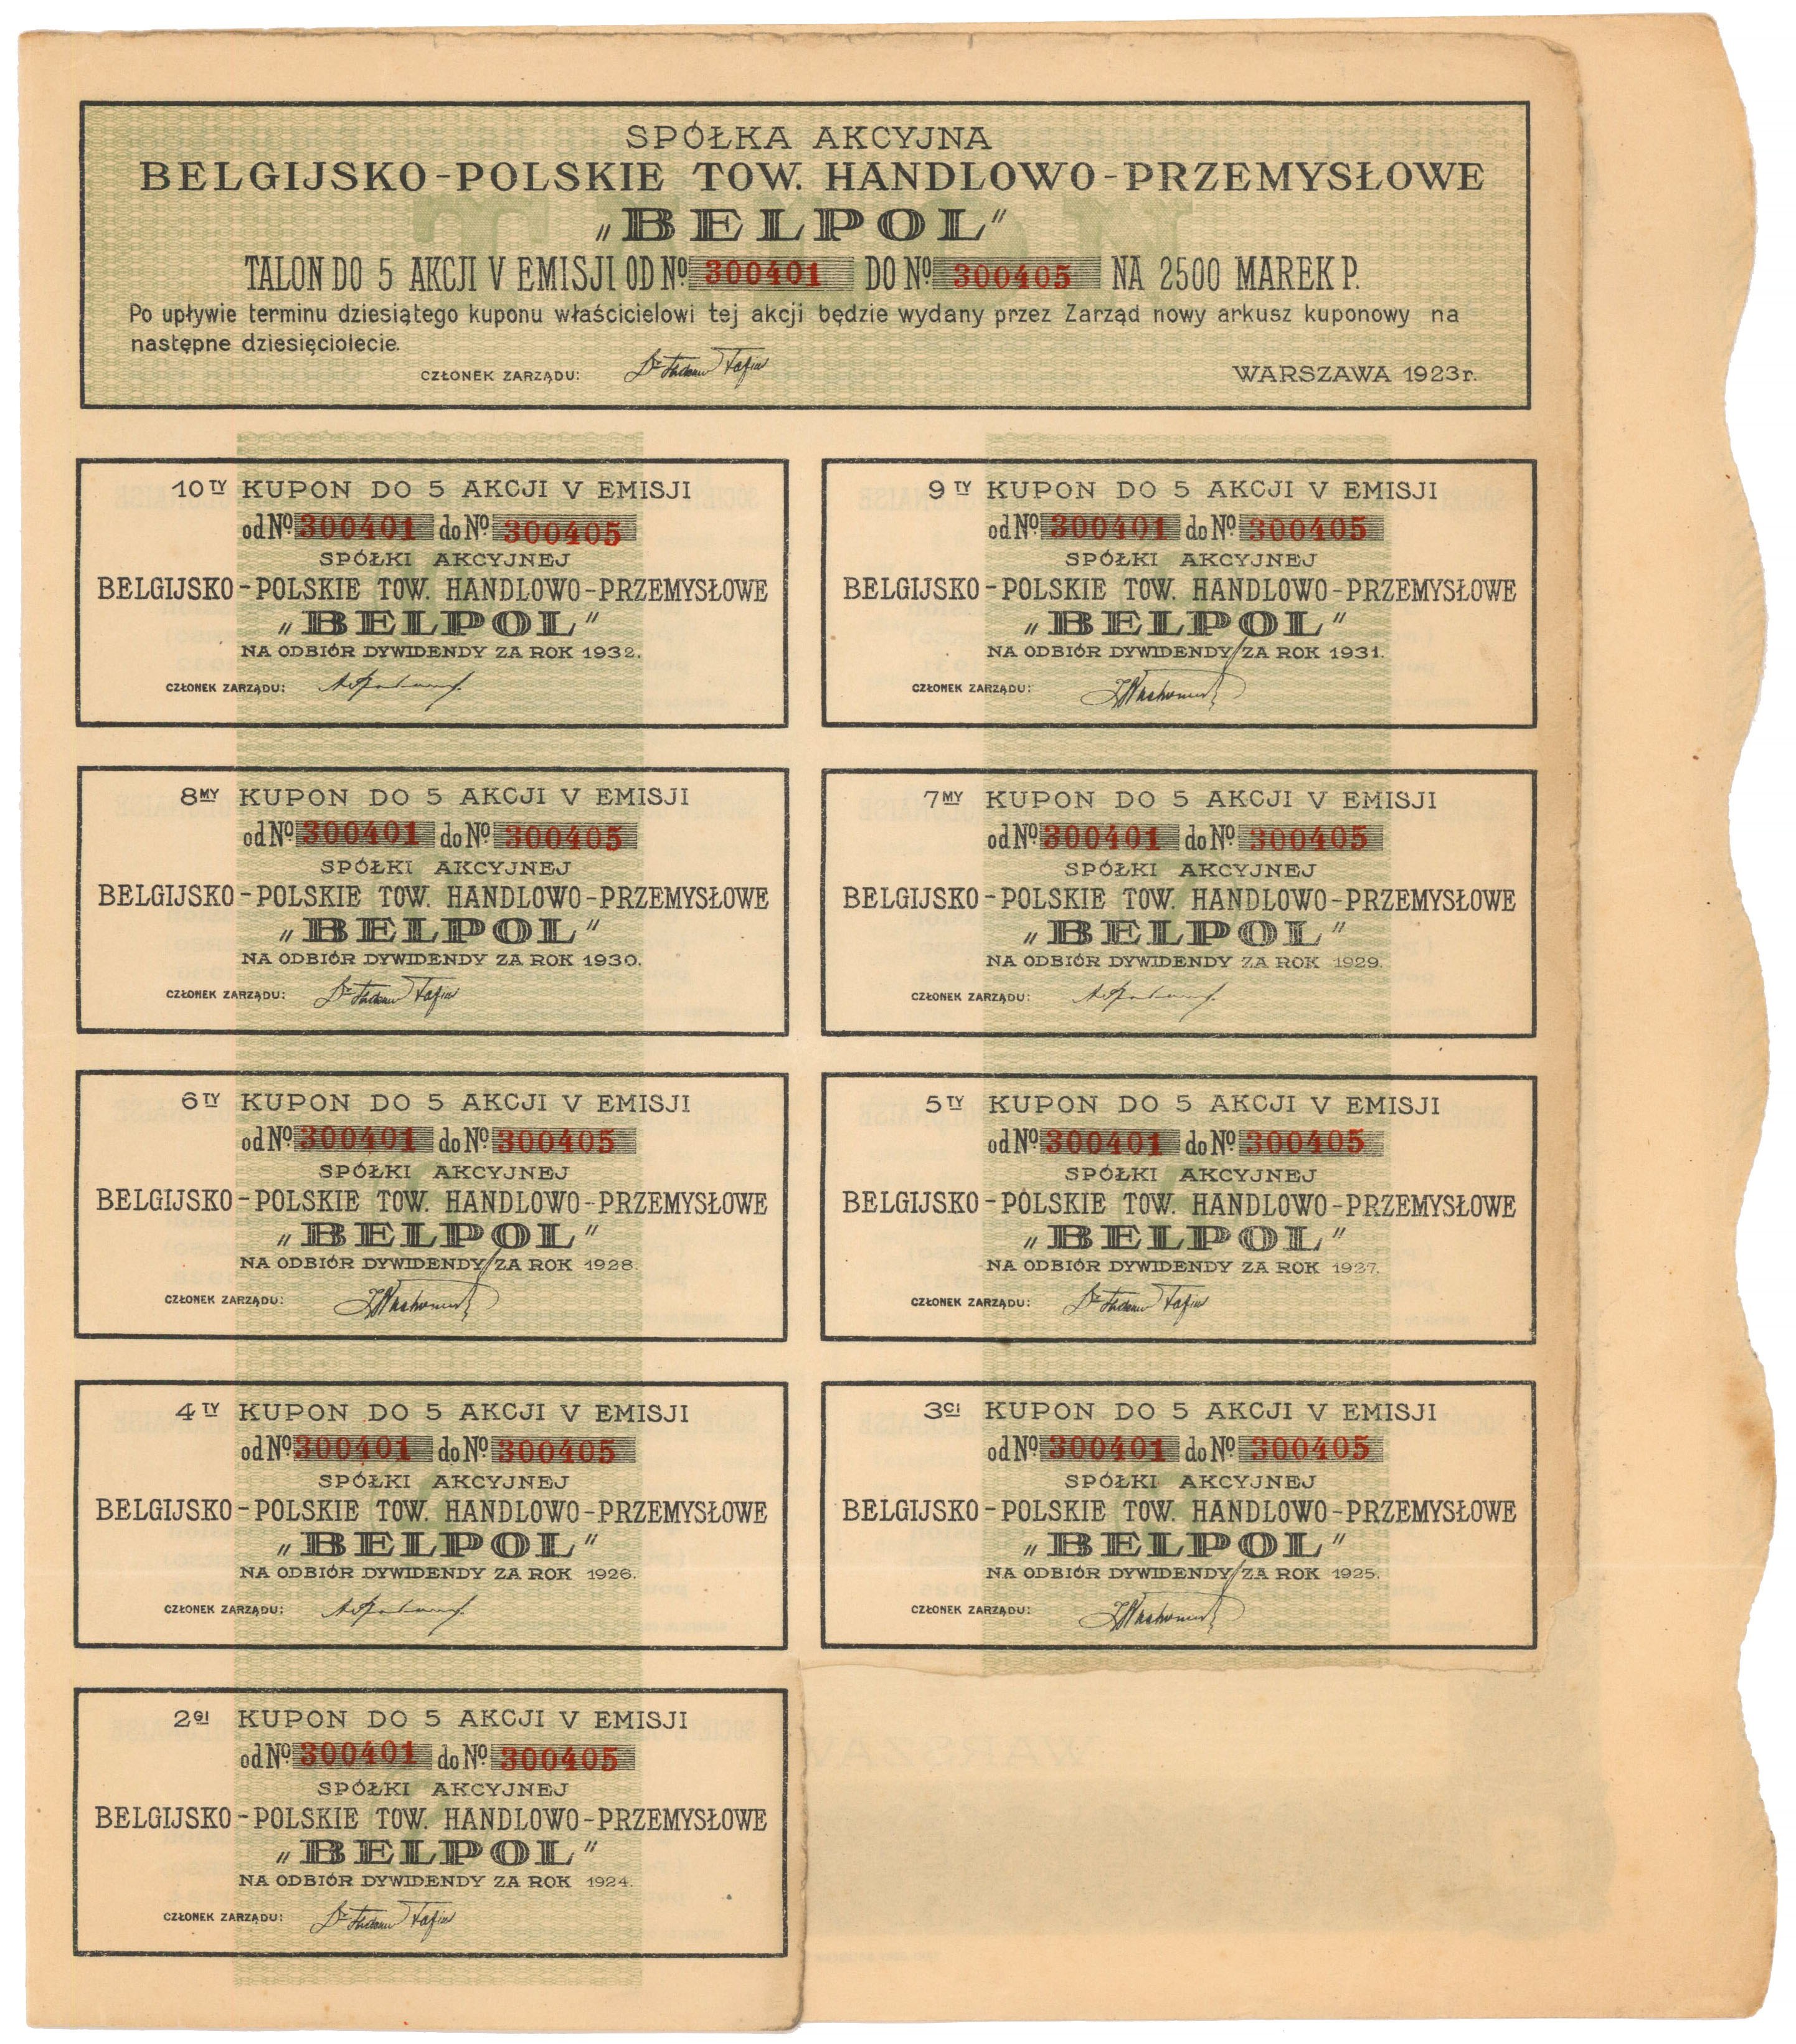 SPÓŁKA AKCYJNA
BELGIJSKO-POLSKIE TOW. HANDLOWO-PRZEMYSŁOWE
„BELPOL"
TALON DO 5 AKCJI V EMISJI OD Nº 300401 DO Nº 300405 NA 2500 MAREK P.
Po upływie terminu dziesiątego kuponu właścicielowi tej akcji będzie wydany przez Zarząd nowy arkusz kuponowy na
następne dziesięciolecie.
CZŁONEK ZARZĄDU:
WARSZAWA 1923 r.
10TY KUPON DO 5 AKCJI V EMISJI
od Nº 300401 do Nº 300405
SPÓŁKI AKCYJNEJ
BELGIJSKO-POLSKIE TOW. HANDLOWO-PRZEMYSŁOWE
„BELPOL"
NA ODBIÓR DYWIDENDY ZA ROK 1932.
CZŁONEK ZARZĄDU:
9TY KUPON DO 5 AKCJI V EMISJI
od Nº 300401 do Nº 300405
SPÓŁKI AKCYJNEJ
BELGIJSKO-POLSKIE TOW. HANDLOWO-PRZEMYSŁOWE
„BELPOL"
NA ODBIÓR DYWIDENDY ZA ROK 1931.
CZŁONEK ZARZĄDU:
8MY KUPON DO 5 AKCJI V EMISJI
od Nº 300401 do Nº 300405
SPÓŁKI AKCYJNEJ
BELGIJSKO-POLSKIE TOW. HANDLOWO-PRZEMYSŁOWE
„BELPOL"
NA ODBIÓR DYWIDENDY ZA ROK 1930.
CZŁONEK ZARZĄDU:
7MY KUPON DO 5 AKCJI V EMISJI
od Nº 300401 do Nº 300405
SPÓŁKI AKCYJNEJ
BELGIJSKO-POLSKIE TOW. HANDLOWO-PRZEMYSŁOWE
„BELPOL"
NA ODBIÓR DYWIDENDY ZA ROK 1929.
CZŁONEK ZARZĄDU:
6TY KUPON DO 5 AKCJI V EMISJI
od Nº 300401 do Nº 300405
SPÓŁKI AKCYJNEJ
BELGIJSKO-POLSKIE TOW. HANDLOWO-PRZEMYSŁOWE
„BELPOL"
NA ODBIÓR DYWIDENDY ZA ROK 1928.
CZŁONEK ZARZĄDU:
5TY KUPON DO 5 AKCJI V EMISJI
od Nº 300401 do Nº 300405
SPÓŁKI AKCYJNEJ
BELGIJSKO-POLSKIE TOW. HANDLOWO-PRZEMYSŁOWE
„BELPOL"
NA ODBIÓR DYWIDENDY ZA ROK 1927.
CZŁONEK ZARZĄDU:
4TY KUPON DO 5 AKCJI V EMISJI
od Nº 300401 do Nº 300405
SPÓŁKI AKCYJNEJ
BELGIJSKO-POLSKIE TOW. HANDLOWO-PRZEMYSŁOWE
„BELPOL"
NA ODBIÓR DYWIDENDY ZA ROK 1926.
CZŁONEK ZARZĄDU:
3CI KUPON DO 5 AKCJI V EMISJI
od Nº 300401 do Nº 300405
SPÓŁKI AKCYJNEJ
BELGIJSKO-POLSKIE TOW. HANDLOWO-PRZEMYSŁOWE
„BELPOL"
NA ODBIÓR DYWIDENDY ZA ROK 1925.
CZŁONEK ZARZĄDU:
2GI KUPON DO 5 AKCJI V EMISJI
od Nº 300401 do Nº 300405
SPÓŁKI AKCYJNEJ
BELGIJSKO-POLSKIE TOW. HANDLOWO-PRZEMYSŁOWE
„BELPOL"
NA ODBIÓR DYWIDENDY ZA ROK 1924.
CZŁONEK ZARZĄDU: